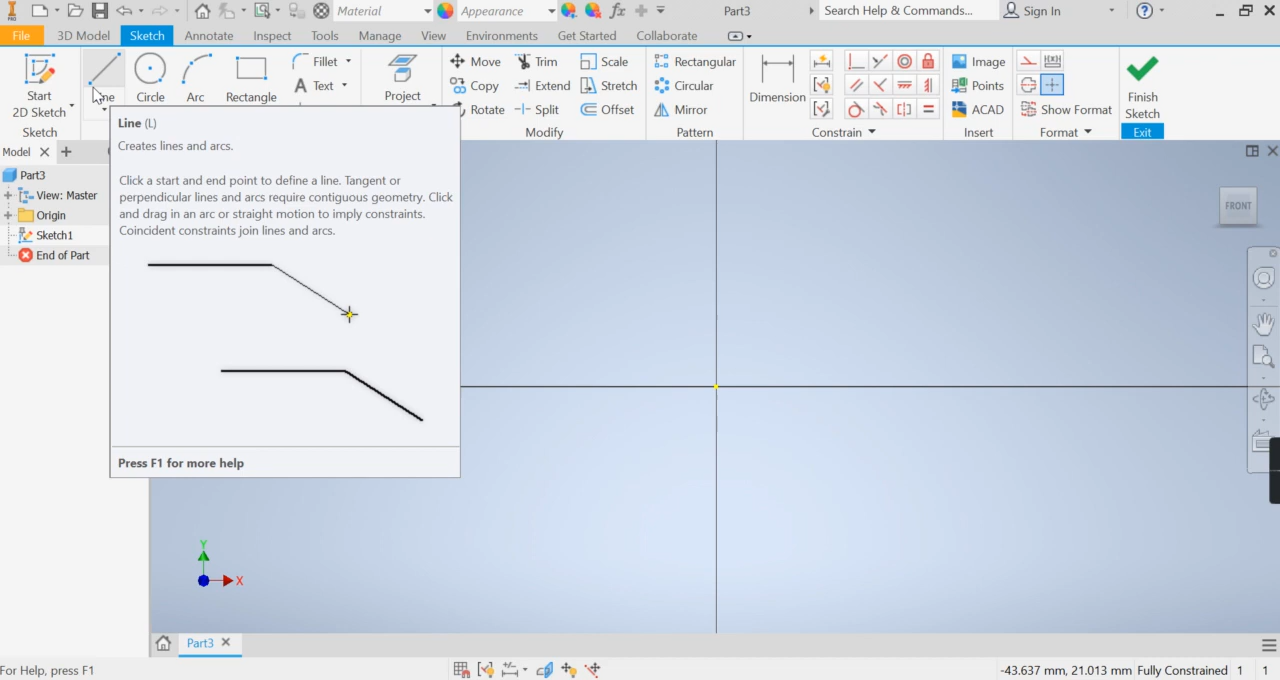 PRO
Material
Appearance
Part3
Search Help & Commands...
Sign In
File
3D Model
Sketch
Annotate
Inspect
Tools
Manage
View
Environments
Get Started
Collaborate
Start
2D Sketch
Circle
Arc
Rectangle
Fillet
Text
Project
Move
Trim
Scale
Copy
Extend
Stretch
Rotate
Split
Offset
Rectangular
Circular
Mirror
Dimension
Image
Points
ACAD
Show Format
Finish
Sketch
Sketch
Modify
Pattern
Constrain
Insert
Format
Exit
Model
Part3
View: Master
Origin
Sketch1
End of Part
Line (L)
Creates lines and arcs.
Click a start and end point to define a line. Tangent or
perpendicular lines and arcs require contiguous geometry. Click
and drag in an arc or straight motion to imply constraints.
Coincident constraints join lines and arcs.
Press F1 for more help
FRONT
Y
X
Part3
For Help, press F1
-43.637 mm, 21.013 mm Fully Constrained 1 1